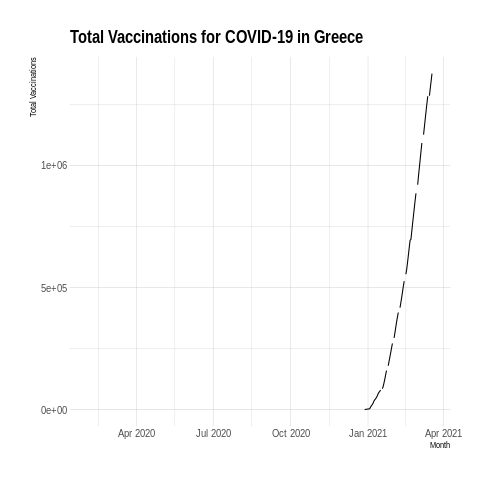 Total Vaccinations for COVID-19 in Greece
Total Vaccinations
1e+06
5e+05
0e+00
Apr 2020 Jul 2020 Oct 2020 Jan 2021 Apr 2021
Month